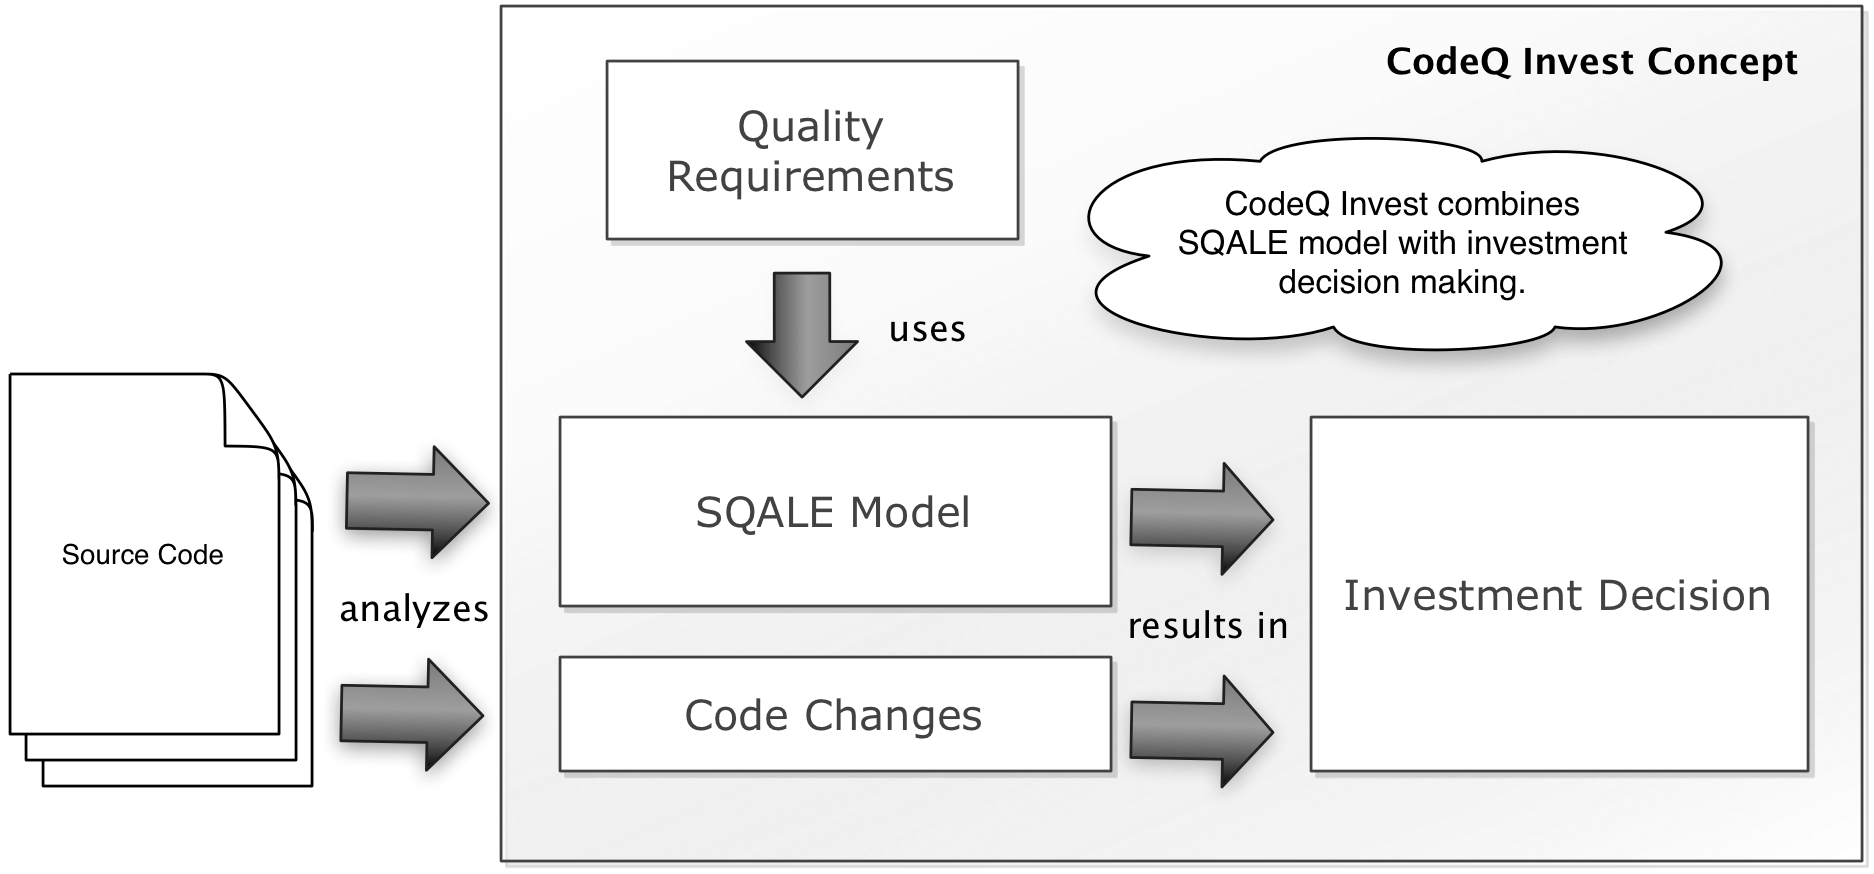 CodeQ Invest Concept
Quality
Requirements
CodeQ Invest combines
SQALE model with investment
decision making.
uses
SQALE Model
Source Code
Investment Decision
analyzes
results in
Code Changes